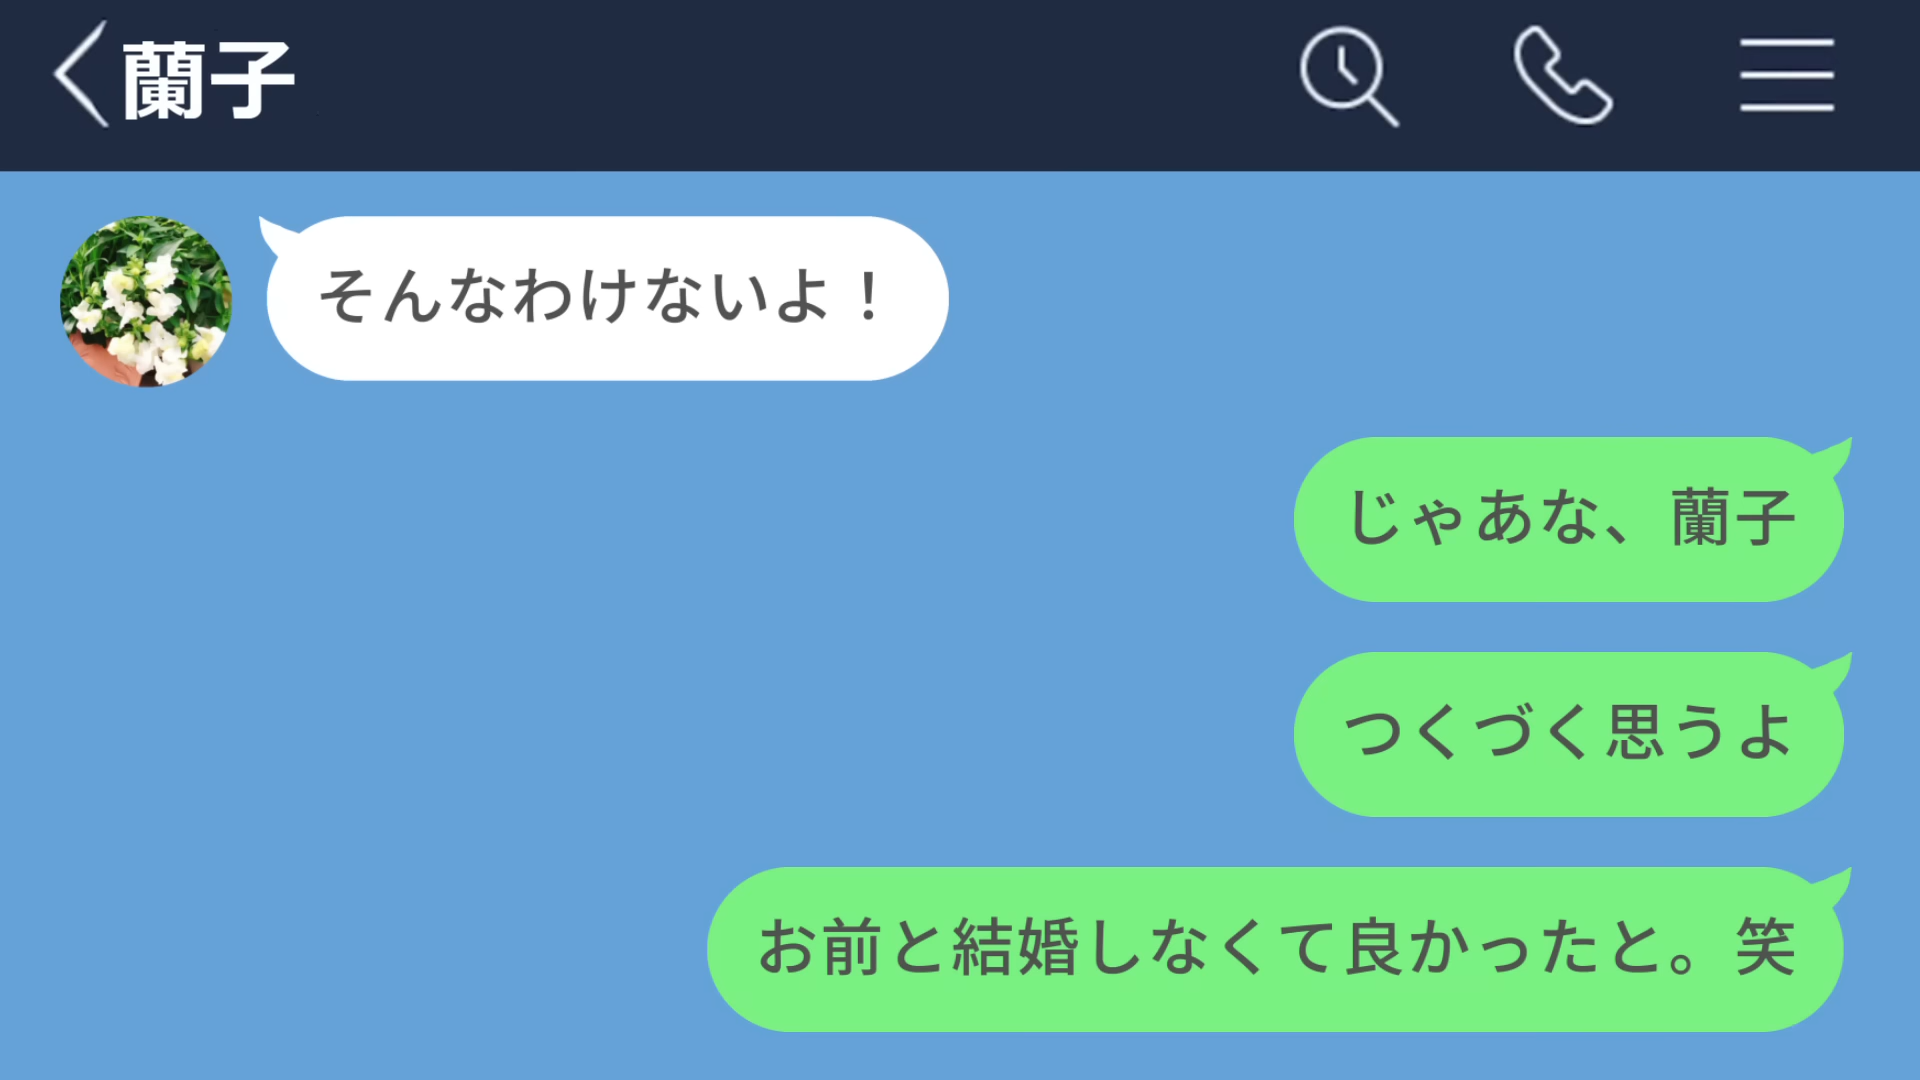 蘭子
そんなわけないよ！
じゃあな、蘭子
つくづく思うよ
お前と結婚しなくて良かったと。笑